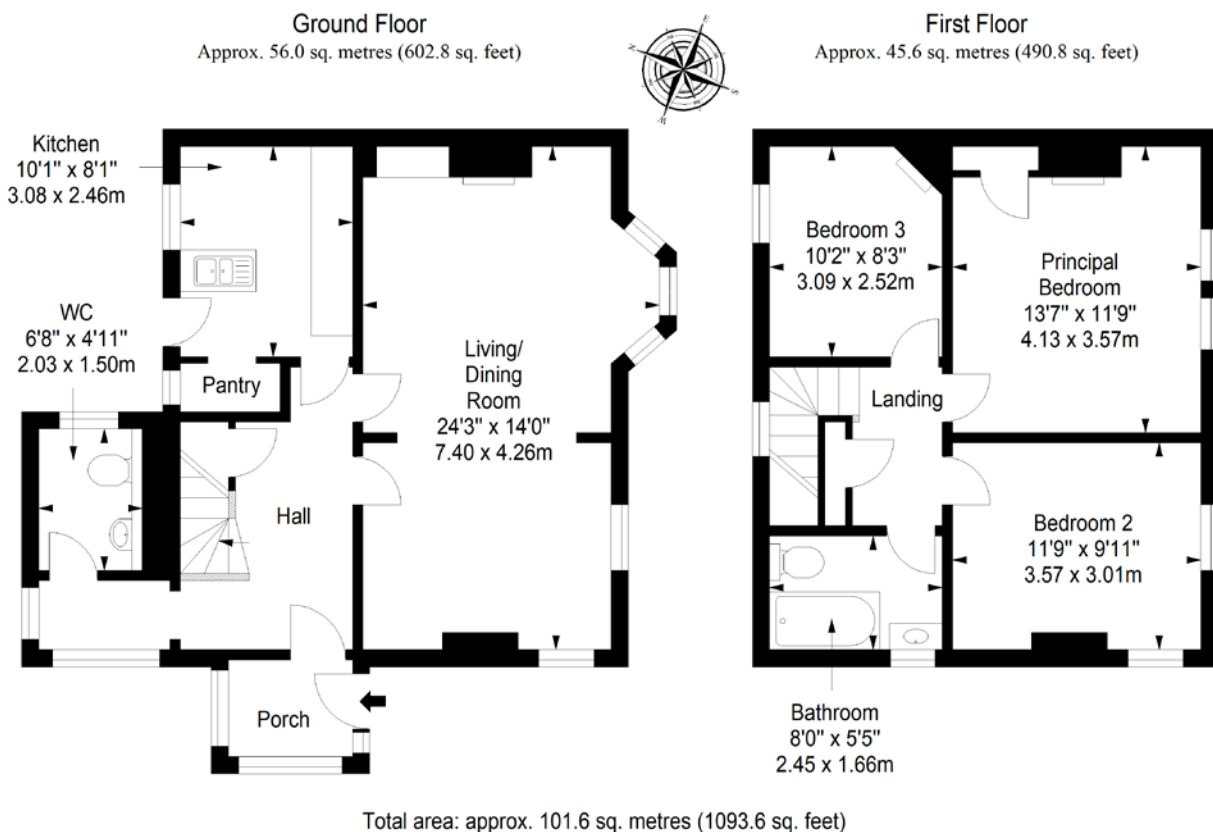 Ground Floor
Approx. 56.0 sq. metres (602.8 sq. feet)
First Floor
Approx. 45.6 sq. metres (490.8 sq. feet)
N
E
S
W
Kitchen
10'1" x 8'1"
3.08 x 2.46m
WC
6'8" x 4'11"
2.03 x 1.50m
Pantry
Living/
Dining
Room
24'3" x 14'0"
7.40 x 4.26m
Hall
Porch
Bedroom 3
10'2" x 8'3"
3.09 x 2.52m
Principal
Bedroom
13'7" x 11'9"
4.13 x 3.57m
Landing
Bedroom 2
11'9" x 9'11"
3.57 x 3.01m
Bathroom
8'0" x 5'5"
2.45 x 1.66m
Total area: approx. 101.6 sq. metres (1093.6 sq. feet)